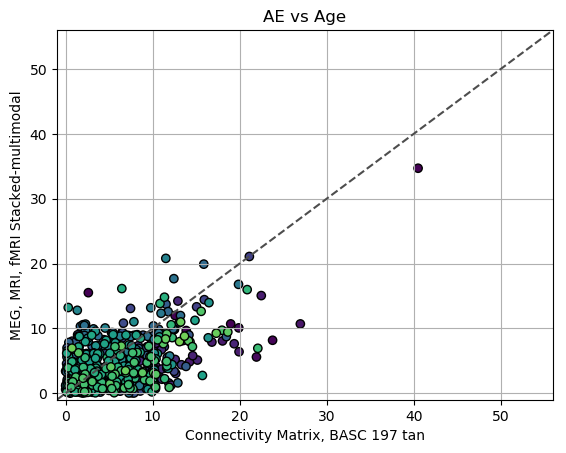 AE vs Age
MEG, MRI, fMRI Stacked-multimodal
50
40
30
20
10
0
0 10 20 30 40 50
Connectivity Matrix, BASC 197 tan